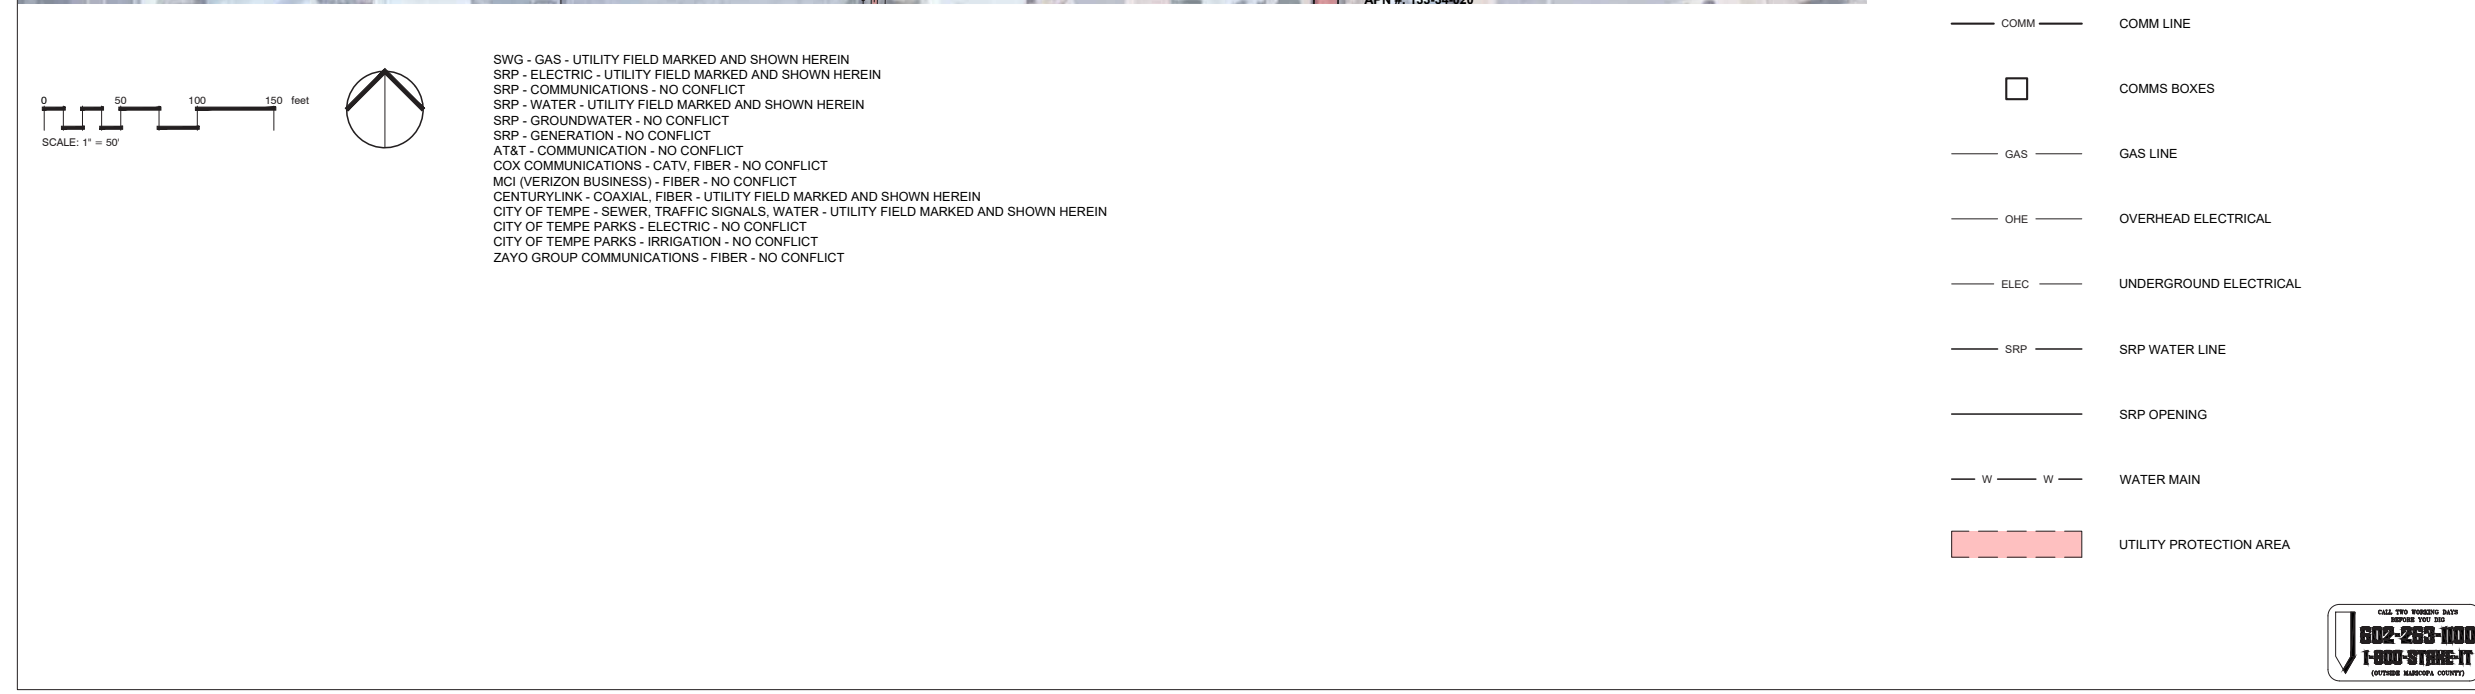 APN #: 133-34-020
0 50 100 150 feet
SCALE: 1" = 50'
SWG - GAS - UTILITY FIELD MARKED AND SHOWN HEREIN
SRP - ELECTRIC - UTILITY FIELD MARKED AND SHOWN HEREIN
SRP - COMMUNICATIONS - NO CONFLICT
SRP - WATER - UTILITY FIELD MARKED AND SHOWN HEREIN
SRP - GROUNDWATER - NO CONFLICT
SRP - GENERATION - NO CONFLICT
AT&T - COMMUNICATION - NO CONFLICT
COX COMMUNICATIONS - CATV, FIBER - NO CONFLICT
MCI (VERIZON BUSINESS) - FIBER - NO CONFLICT
CENTURYLINK - COAXIAL, FIBER - UTILITY FIELD MARKED AND SHOWN HEREIN
CITY OF TEMPE - SEWER, TRAFFIC SIGNALS, WATER - UTILITY FIELD MARKED AND SHOWN HEREIN
CITY OF TEMPE PARKS - ELECTRIC - NO CONFLICT
CITY OF TEMPE PARKS - IRRIGATION - NO CONFLICT
ZAYO GROUP COMMUNICATIONS - FIBER - NO CONFLICT
COMM COMM LINE
COMMS BOXES
GAS GAS LINE
OHE OVERHEAD ELECTRICAL
ELEC UNDERGROUND ELECTRICAL
SRP SRP WATER LINE
SRP OPENING
W W WATER MAIN
UTILITY PROTECTION AREA
CALL TWO WORKING DAYS
BEFORE YOU DIG
602-263-1100
1-800-STAKE-IT
(OUTSIDE MARICOPA COUNTY)